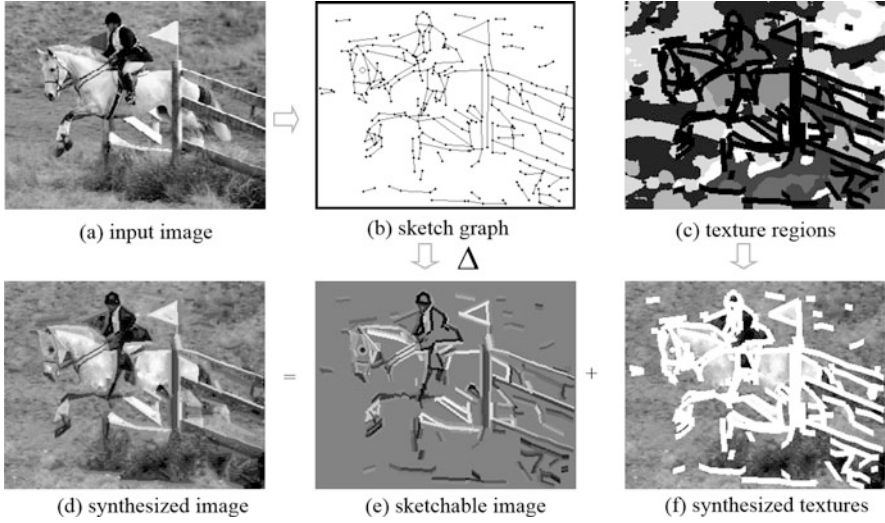 (a) input image
(b) sketch graph
(c) texture regions
Δ
=
+
(d) synthesized image
(e) sketchable image
(f) synthesized textures